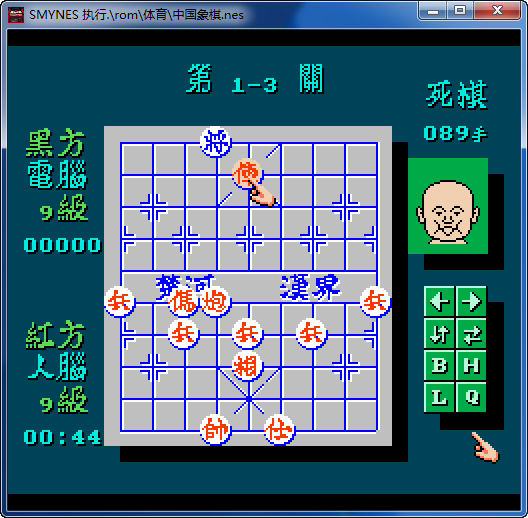 SMYNES 执行.\rom\体育\中国象棋.nes
第 1-3 關
死棋
089手
黑方
電腦
9級
00000
將
傌
楚河 漢界
兵 傌 炮 兵
兵 兵 兵
相
帥 仕
紅方
人腦
9級
00:44
B H
L Q